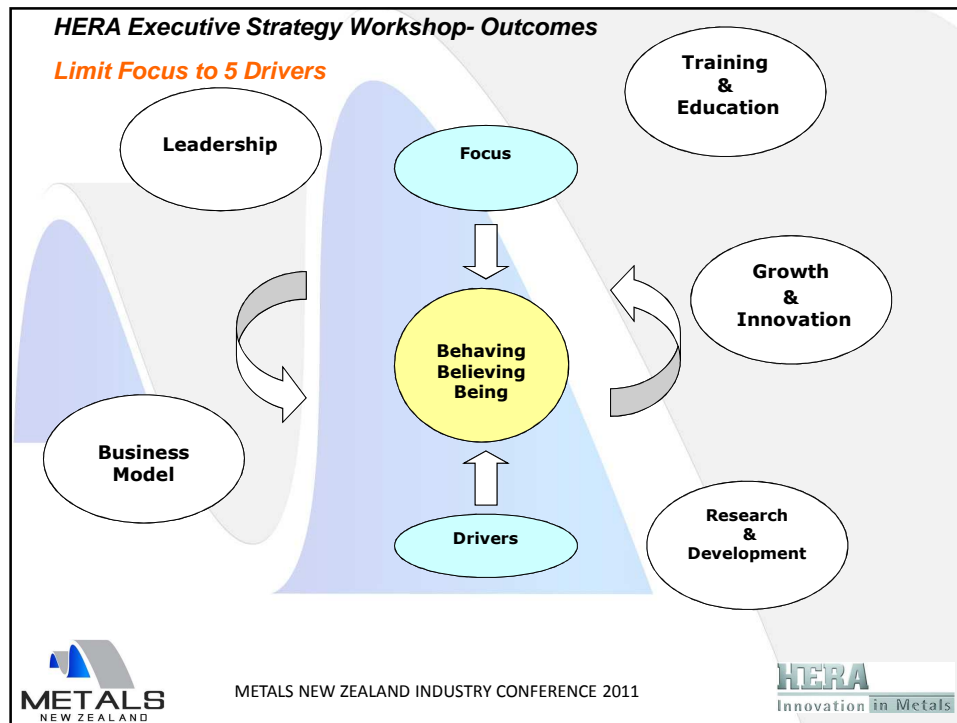 HERA Executive Strategy Workshop- Outcomes
Limit Focus to 5 Drivers
Training
&
Education
Leadership
Focus
Growth
&
Innovation
Behaving
Believing
Being
Business
Model
Research
&
Development
Drivers
METALS
NEW ZEALAND
METALS NEW ZEALAND INDUSTRY CONFERENCE 2011
HERA
Innovation in Metals